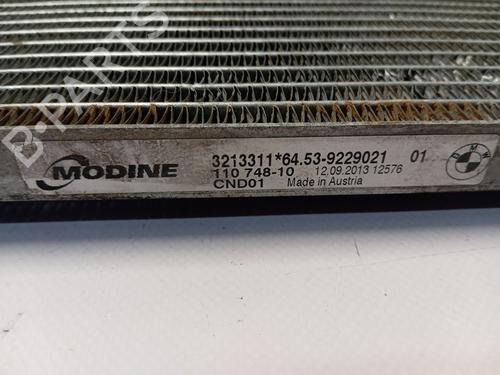 D-PARTS
MODINE
3213311*64.53-9229021 01
110 748-10 12.09.2013 12576
CND01 Made in Austria
BMW